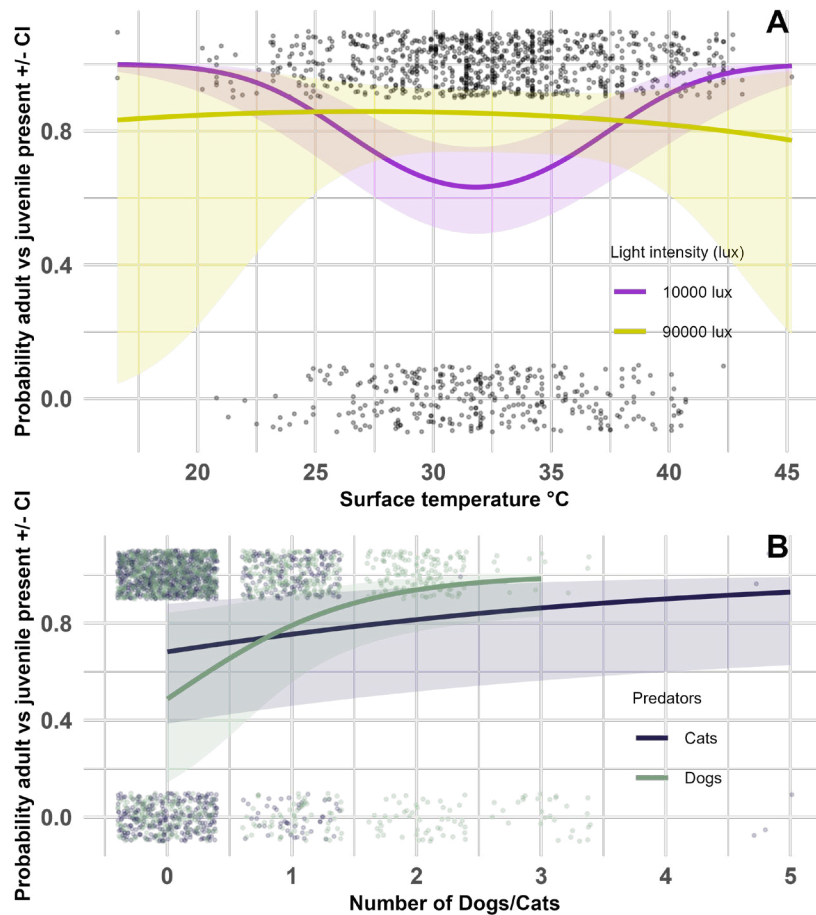 A
Probability adult vs juvenile present +/- CI
0.8
0.4
0.0
Light intensity (lux)
10000 lux
90000 lux
20 25 30 35 40 45
Surface temperature °C
B
Probability adult vs juvenile present +/- CI
0.8
0.4
0.0
Predators
Cats
Dogs
0 1 2 3 4 5
Number of Dogs/Cats